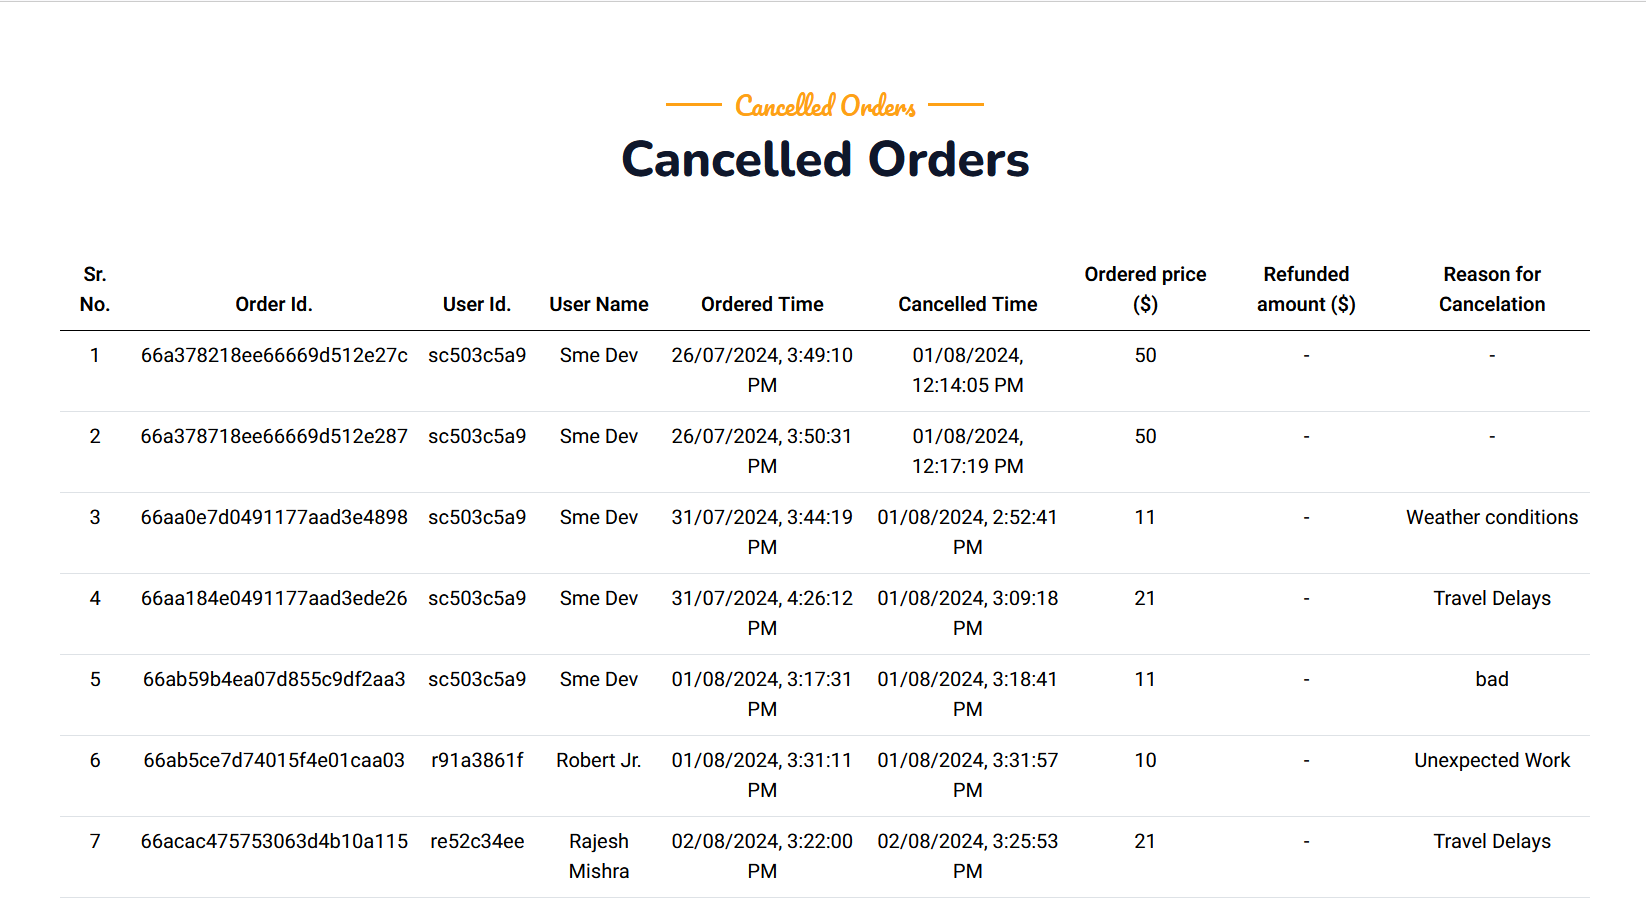 Cancelled Orders
Cancelled Orders
Sr. No. Order Id. User Id. User Name Ordered Time Cancelled Time Ordered price ($) Refunded amount ($) Reason for Cancelation
1 66a378218ee66669d512e27c sc503c5a9 Sme Dev 26/07/2024, 3:49:10 PM 01/08/2024, 12:14:05 PM 50 - -
2 66a378718ee66669d512e287 sc503c5a9 Sme Dev 26/07/2024, 3:50:31 PM 01/08/2024, 12:17:19 PM 50 - -
3 66aa0e7d0491177aad3e4898 sc503c5a9 Sme Dev 31/07/2024, 3:44:19 PM 01/08/2024, 2:52:41 PM 11 - Weather conditions
4 66aa184e0491177aad3ede26 sc503c5a9 Sme Dev 31/07/2024, 4:26:12 PM 01/08/2024, 3:09:18 PM 21 - Travel Delays
5 66ab59b4ea07d855c9df2aa3 sc503c5a9 Sme Dev 01/08/2024, 3:17:31 PM 01/08/2024, 3:18:41 PM 11 - bad
6 66ab5ce7d74015f4e01caa03 r91a3861f Robert Jr. 01/08/2024, 3:31:11 PM 01/08/2024, 3:31:57 PM 10 - Unexpected Work
7 66acac475753063d4b10a115 re52c34ee Rajesh Mishra 02/08/2024, 3:22:00 PM 02/08/2024, 3:25:53 PM 21 - Travel Delays